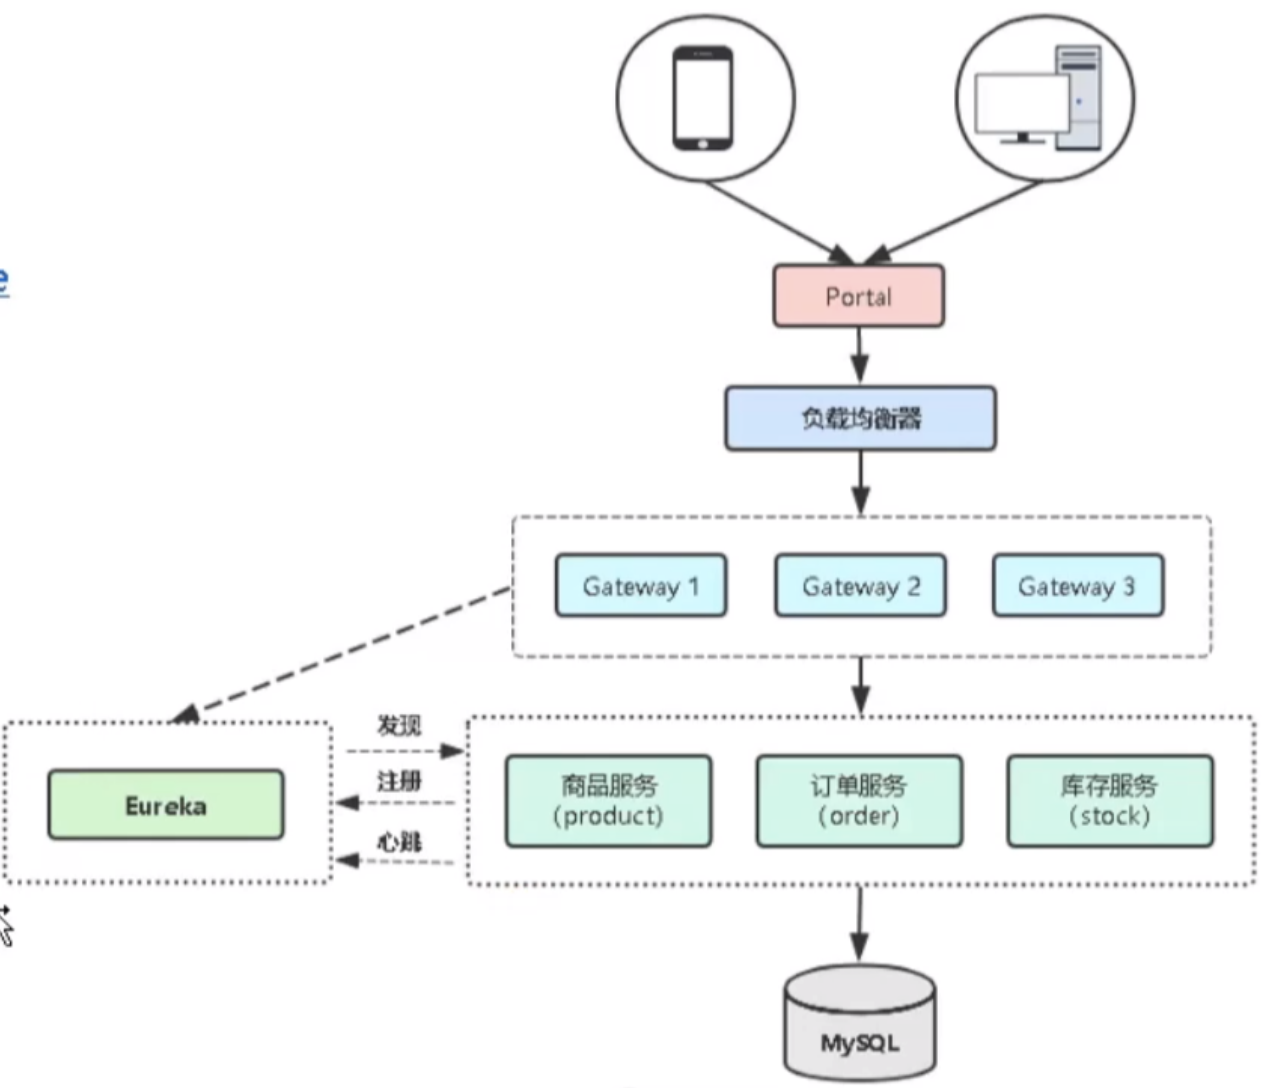 Portal
负载均衡器
Gateway 1
Gateway 2
Gateway 3
发现
注册
心跳
Eureka
商品服务
(product)
订单服务
(order)
库存服务
(stock)
MySQL